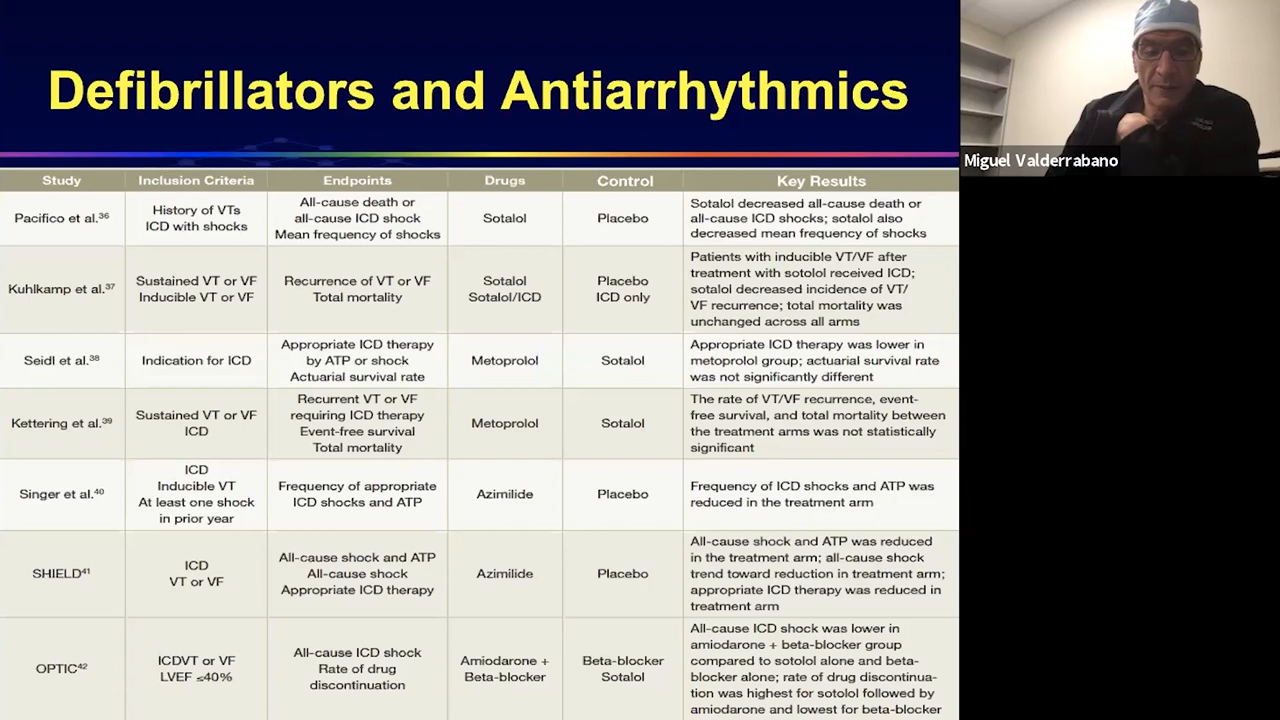 Defibrillators and Antiarrhythmics
Miguel Valderrabano
Study Inclusion Criteria Endpoints Drugs Control Key Results
Pacifico et al.36
History of VTs
ICD with shocks
All-cause death or
all-cause ICD shock
Mean frequency of shocks
Sotalol
Placebo
Sotalol decreased all-cause death or
all-cause ICD shocks; sotalol also
decreased mean frequency of shocks
Kuhlkamp et al.37
Sustained VT or VF
Inducible VT or VF
Recurrence of VT or VF
Total mortality
Sotalol
Sotalol/ICD
Placebo
ICD only
Patients with inducible VT/VF after
treatment with sotolol received ICD;
sotalol decreased incidence of VT/
VF recurrence; total mortality was
unchanged across all arms
Seidl et al.38
Indication for ICD
Appropriate ICD therapy
by ATP or shock
Actuarial survival rate
Metoprolol
Sotalol
Appropriate ICD therapy was lower in
metoprolol group; actuarial survival rate
was not significantly different
Kettering et al.39
Sustained VT or VF
ICD
Recurrent VT or VF
requiring ICD therapy
Event-free survival
Total mortality
Metoprolol
Sotalol
The rate of VT/VF recurrence, event-
free survival, and total mortality between
the treatment arms was not statistically
significant
Singer et al.40
ICD
Inducible VT
At least one shock
in prior year
Frequency of appropriate
ICD shocks and ATP
Azimilide
Placebo
Frequency of ICD shocks and ATP was
reduced in the treatment arm
SHIELD41
ICD
VT or VF
All-cause shock and ATP
All-cause shock
Appropriate ICD therapy
Azimilide
Placebo
All-cause shock and ATP was reduced
in the treatment arm; all-cause shock
trend toward reduction in treatment arm;
appropriate ICD therapy was reduced in
treatment arm
OPTIC42
ICDVT or VF
LVEF ≤40%
All-cause ICD shock
Rate of drug
discontinuation
Amiodarone +
Beta-blocker
Beta-blocker
Sotalol
All-cause ICD shock was lower in
amiodarone + beta-blocker group
compared to sotolol alone and beta-
blocker alone; rate of drug discontinua-
tion was highest for sotolol followed by
amiodarone and lowest for beta-blocker